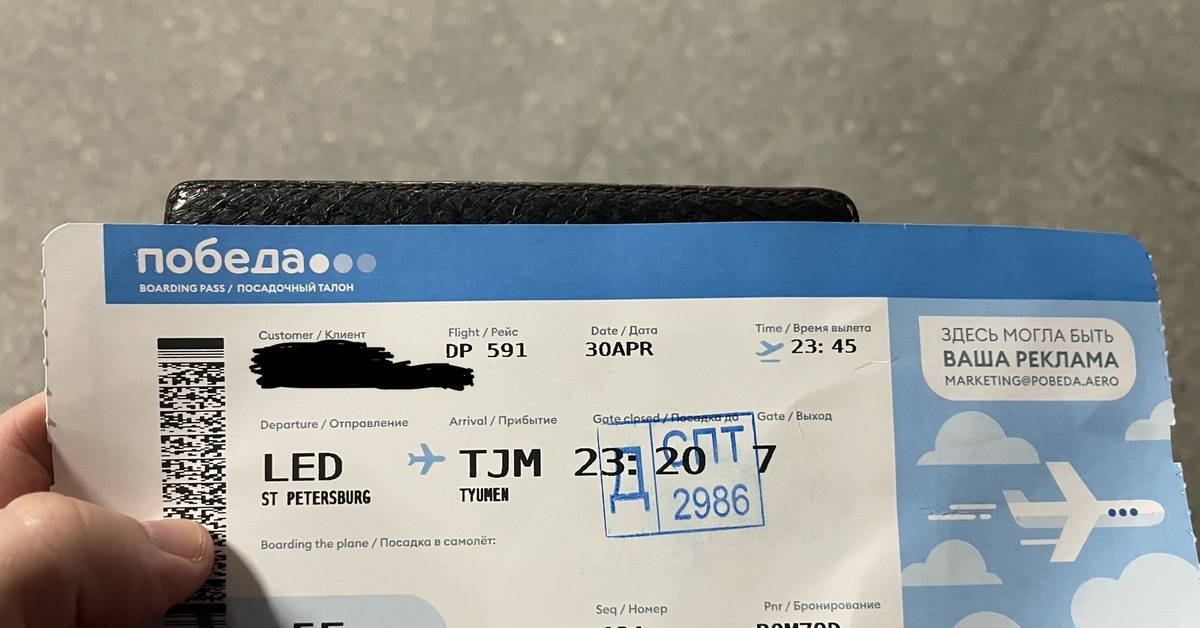 победа
BOARDING PASS / ПОСАДОЧНЫЙ ТАЛОН
Customer / Клиент
Flight / Рейс
DP 591
Date / Дата
30APR
Time / Время вылета
23:45
ЗДЕСЬ МОГЛА БЫТЬ
ВАША РЕКЛАМА
MARKETING@POBEDA.AERO
Departure / Отправление
LED
ST PETERSBURG
Arrival / Прибытие
TJM
TYUMEN
Gate closed / Посадка до
23:20
Gate / Выход
7
Д
СПТ
2986
Boarding the plane / Посадка в самолёт:
Seq / Номер
Pnr / Бронирование